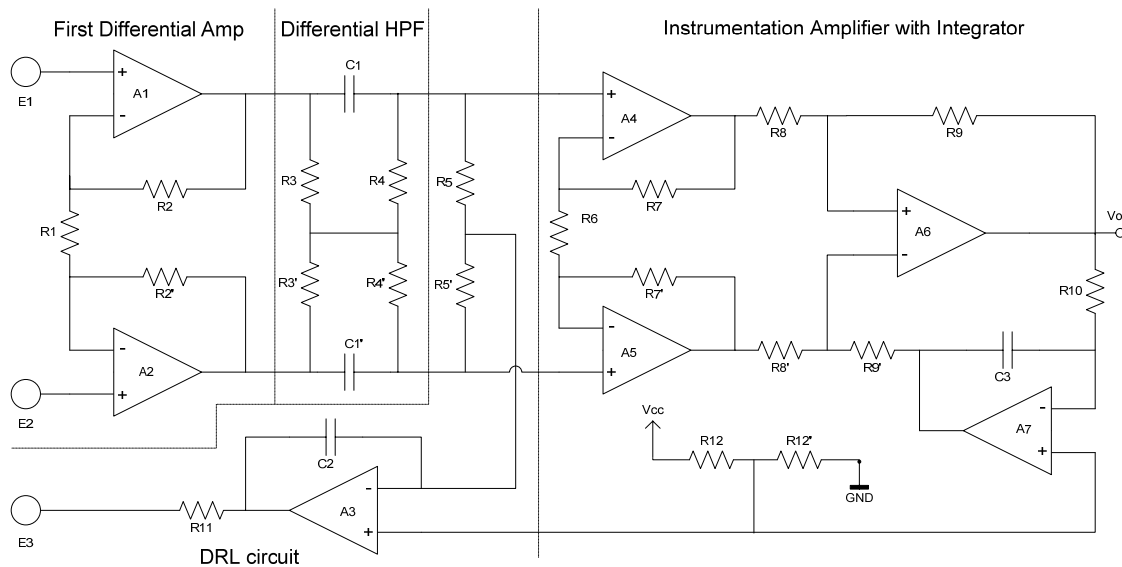 First Differential Amp
Differential HPF
Instrumentation Amplifier with Integrator
E1
+
A1
-
C1
+
A4
-
R8
R9
R2
R3
R4
R5
R7
R1
R6
+
A6
-
Vo
R2'
R3'
R4'
R5'
R7'
R10
-
A2
+
C1'
-
A5
+
R8'
R9'
C3
E2
Vcc
-
A7
+
C2
R12
R12'
GND
-
A3
+
R11
E3
DRL circuit